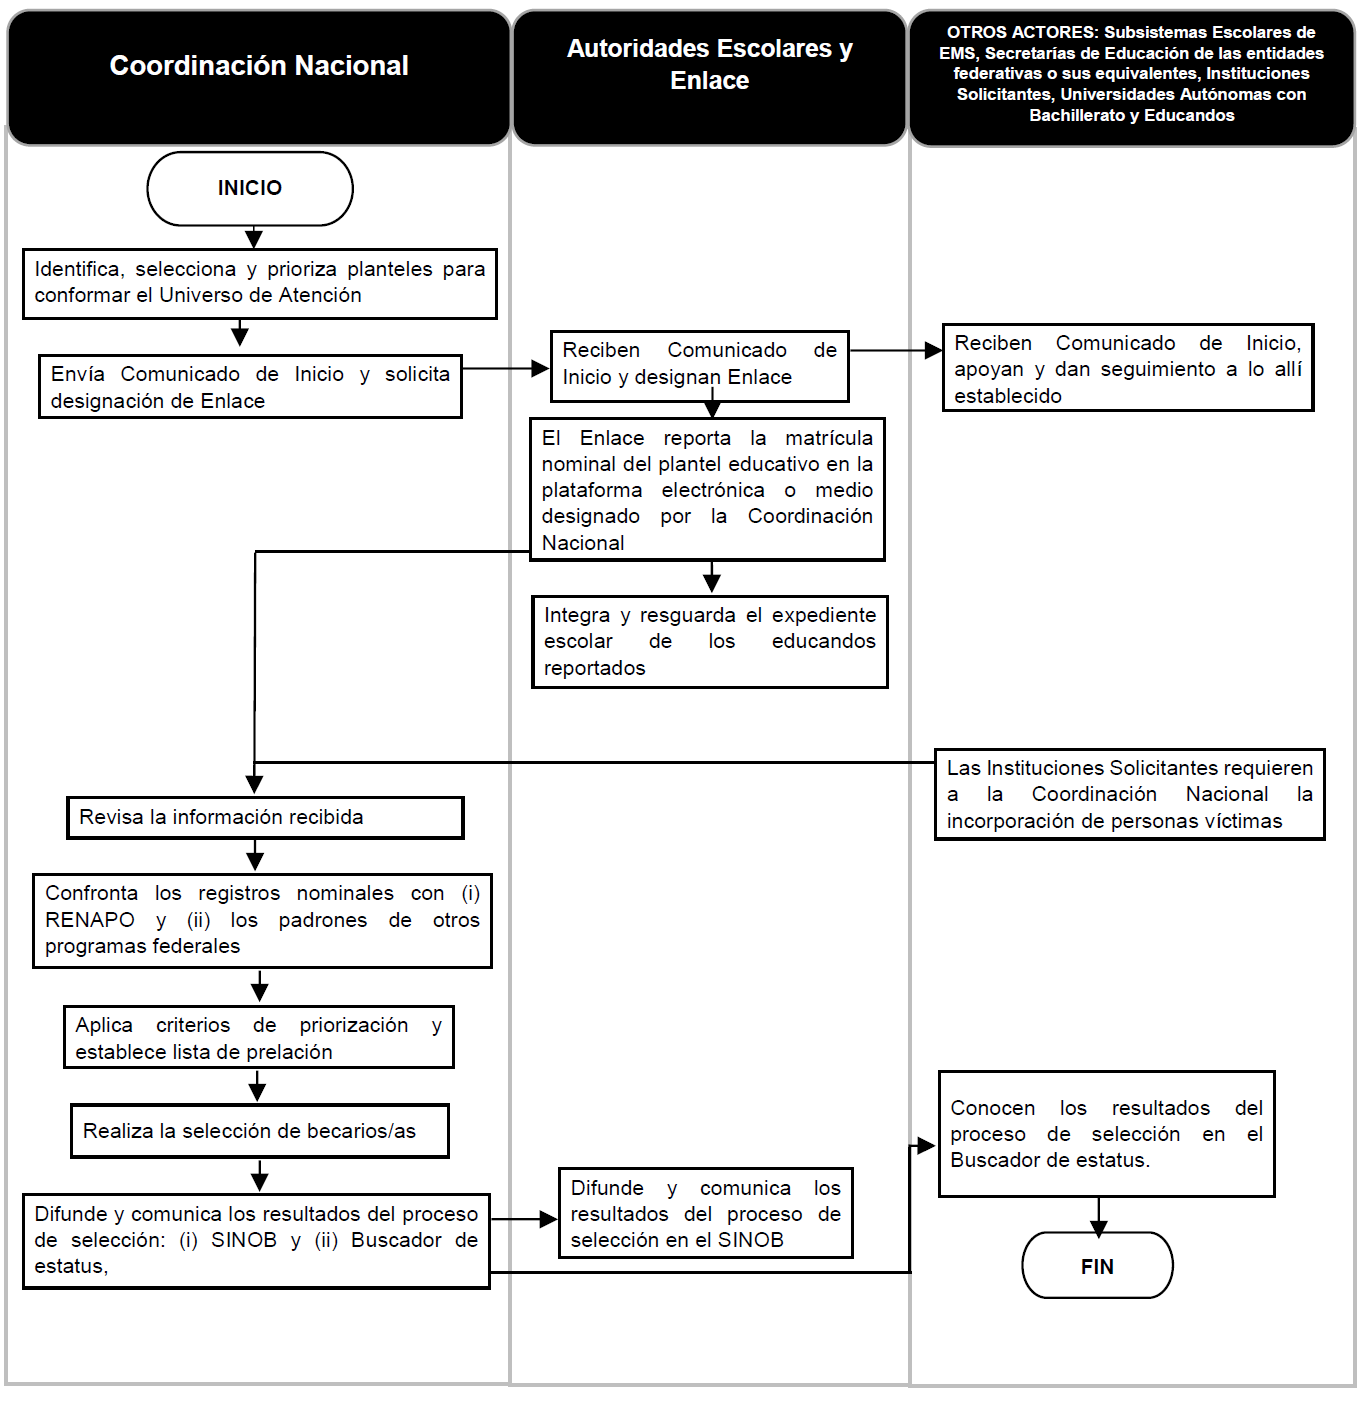 Coordinación Nacional
Autoridades Escolares y
Enlace
OTROS ACTORES: Subsistemas Escolares de
EMS, Secretarías de Educación de las entidades
federativas o sus equivalentes, Instituciones
Solicitantes, Universidades Autónomas con
Bachillerato y Educandos
INICIO
Identifica, selecciona y prioriza planteles para
conformar el Universo de Atención
Envía Comunicado de Inicio y solicita
designación de Enlace
Reciben Comunicado de
Inicio y designan Enlace
Reciben Comunicado de Inicio,
apoyan y dan seguimiento a lo allí
establecido
El Enlace reporta la matrícula
nominal del plantel educativo en la
plataforma electrónica o medio
designado por la Coordinación
Nacional
Integra y resguarda el expediente
escolar de los educandos
reportados
Las Instituciones Solicitantes requieren
a la Coordinación Nacional la
incorporación de personas víctimas
Revisa la información recibida
Confronta los registros nominales con (i)
RENAPO y (ii) los padrones de otros
programas federales
Aplica criterios de priorización y
establece lista de prelación
Realiza la selección de becarios/as
Difunde y comunica los resultados del proceso
de selección: (i) SINOB y (ii) Buscador de
estatus,
Difunde y comunica los
resultados del proceso de
selección en el SINOB
Conocen los resultados del
proceso de selección en el
Buscador de estatus.
FIN